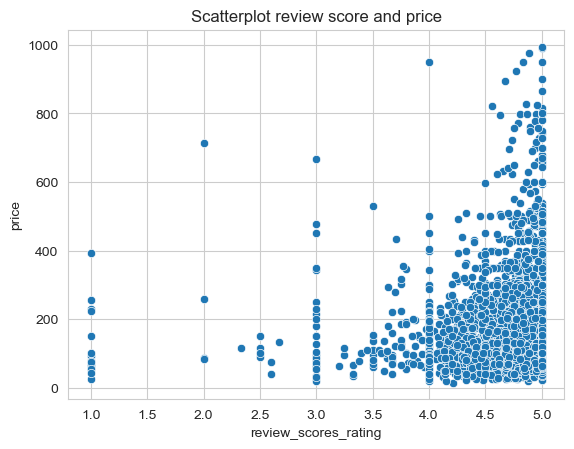 Scatterplot review score and price
price
1000
800
600
400
200
0
1.0 1.5 2.0 2.5 3.0 3.5 4.0 4.5 5.0
review_scores_rating